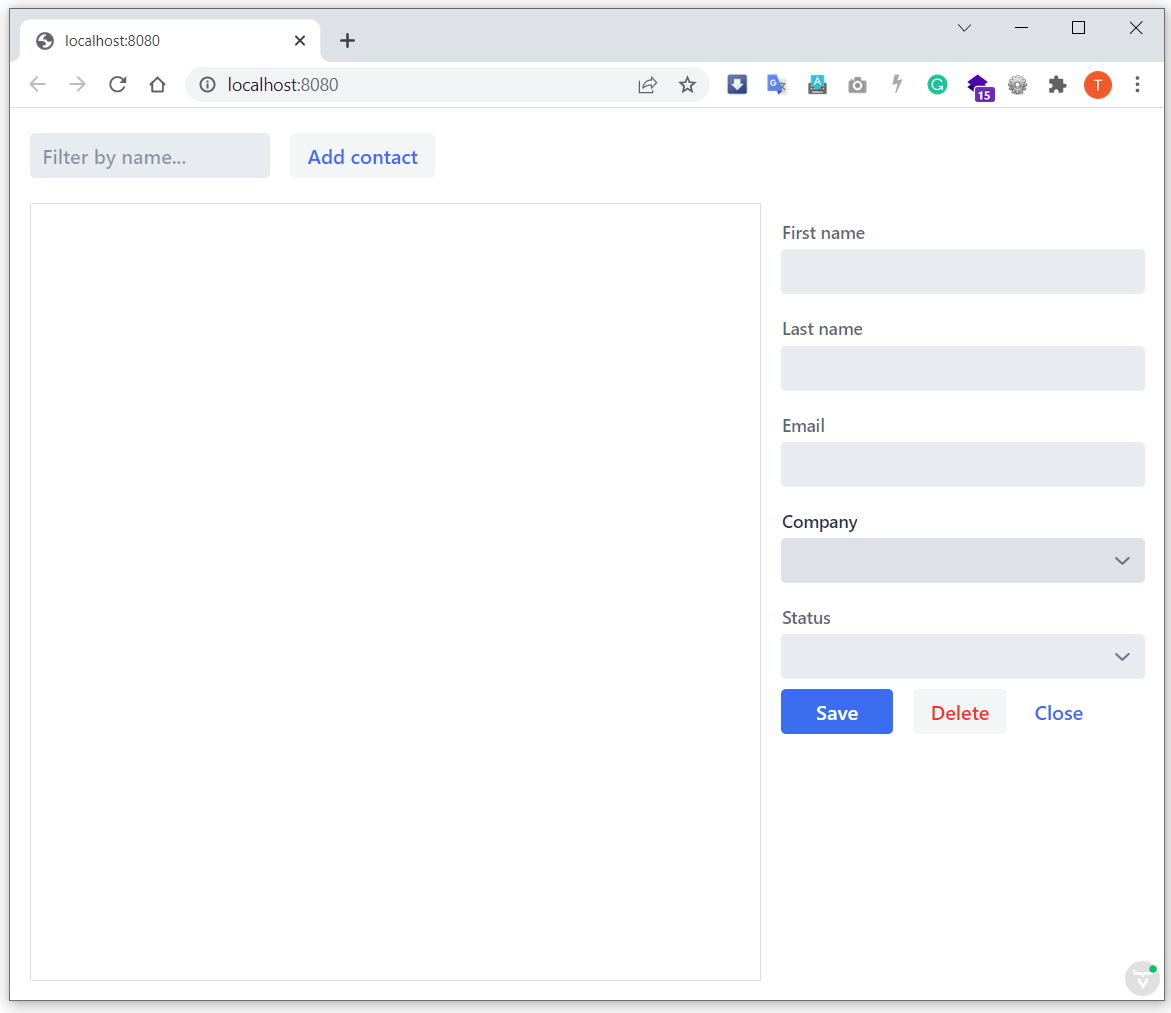 localhost:8080
localhost:8080
15
T
Filter by name...
Add contact
First name
Last name
Email
Company
Status
Save
Delete
Close